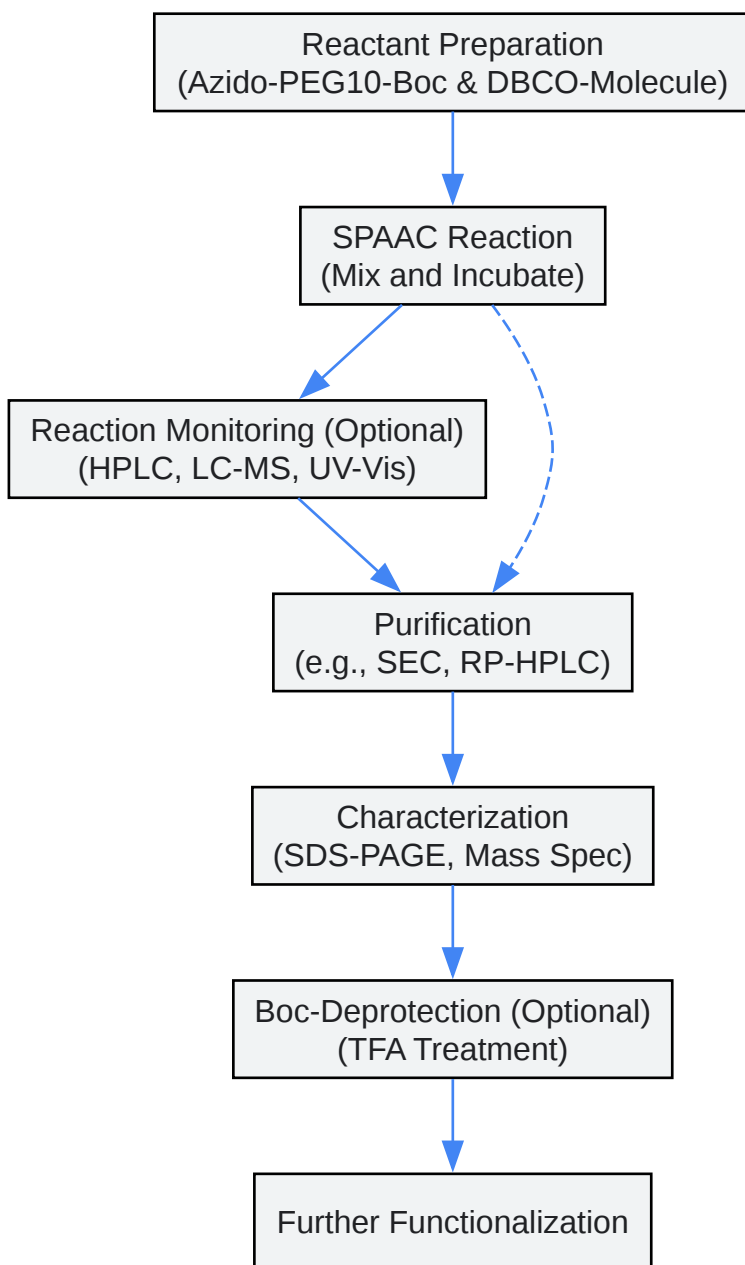 Reactant Preparation
(Azido-PEG10-Boc & DBCO-Molecule)
SPAAC Reaction
(Mix and Incubate)
Reaction Monitoring (Optional)
(HPLC, LC-MS, UV-Vis)
Purification
(e.g., SEC, RP-HPLC)
Characterization
(SDS-PAGE, Mass Spec)
Boc-Deprotection (Optional)
(TFA Treatment)
Further Functionalization